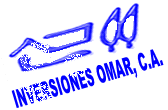 INVERSIONES OMAR, C.A.